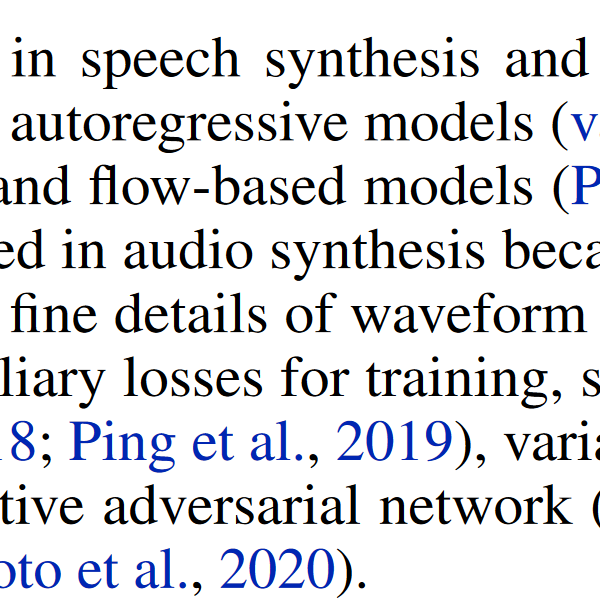 in speech synthesis and
autoregressive models (v
and flow-based models (P
ed in audio synthesis beca
fine details of waveform
liary losses for training, s
18; Ping et al., 2019), varia
tive adversarial network (
oto et al., 2020).